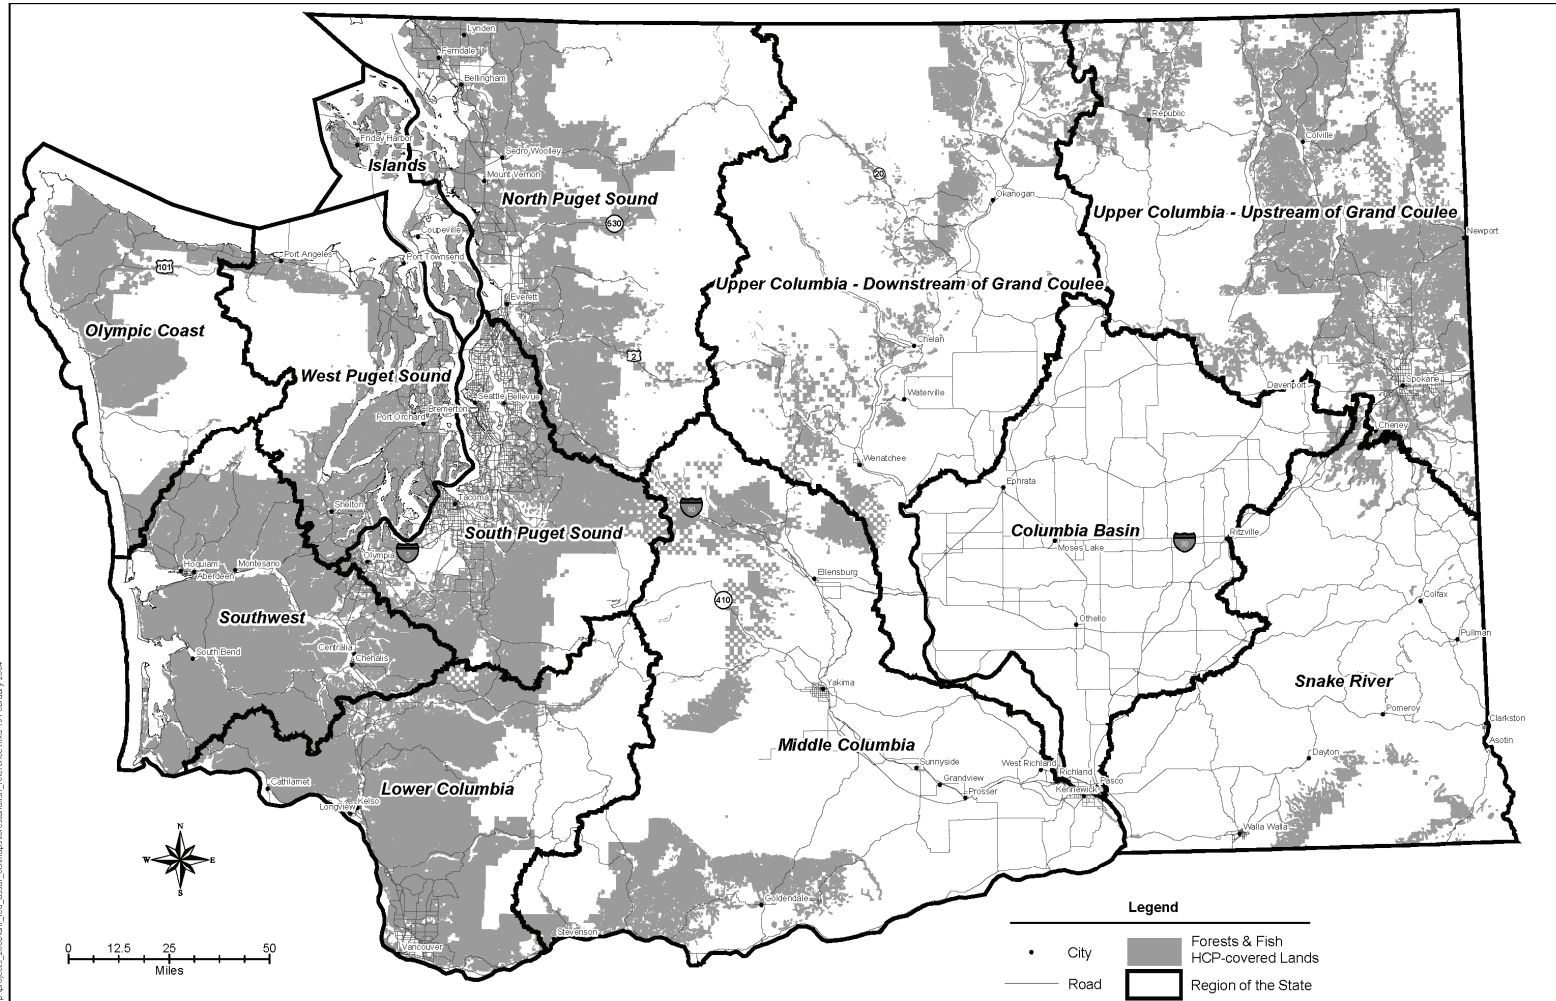 Lynden
Ferndale
Bellingham
Friday Harbor
Islands
Sedro Woolley
Mount Vernon
North Puget Sound
530
20
Okanogan
Republic
Colville
Upper Columbia - Upstream of Grand Coulee
Newport
Coupeville
Port Townsend
Port Angeles
101
Upper Columbia - Downstream of Grand Coulee
Everett
Olympic Coast
2
Chelan
West Puget Sound
Spokane
Davenport
Waterville
Seattle
Bellevue
Bremerton
Port Orchard
Cheney
Wenatchee
Ephrata
Tacoma
Shelton
90
South Puget Sound
Columbia Basin
90
Ritzville
Moses Lake
Olympia
Hoquiam
Montesano
Aberdeen
Ellensburg
410
Colfax
Southwest
Othello
Pullman
South Bend
Centralia
Chehalis
Snake River
Yakima
Pomeroy
Clarkston
Asotin
Middle Columbia
Dayton
Sunnyside
West Richland
Richland
Pasco
Grandview
Kennewick
Prosser
Cathlamet
Lower Columbia
Longview
Kelso
Walla Walla
N
W
E
S
Goldendale
Stevenson
Vancouver
0 12.5 25 50
Miles
Legend
City
Road
Forests & Fish
HCP-covered Lands
Region of the State